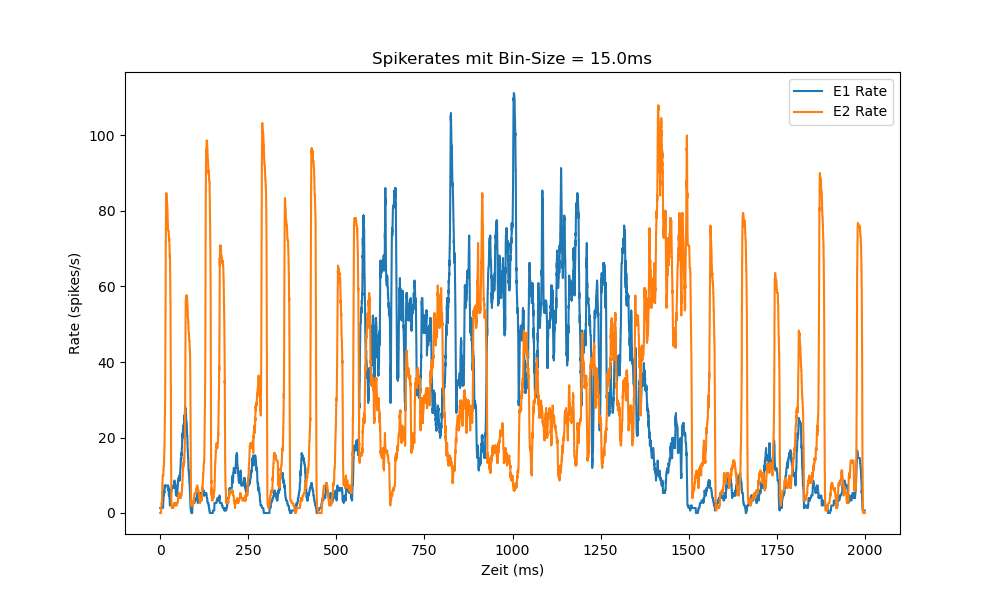 Spikerates mit Bin-Size = 15.0ms
E1 Rate
E2 Rate
100
80
60
40
20
0
Rate (spikes/s)
0 250 500 750 1000 1250 1500 1750 2000
Zeit (ms)